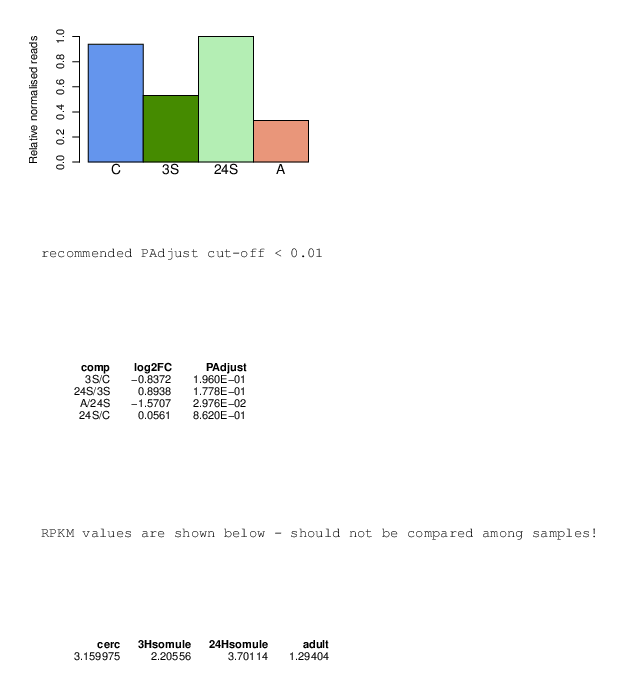 Relative normalised reads
1.0
0.8
0.6
0.4
0.2
0.0
C 3S 24S A
recommended PAdjust cut-off < 0.01
comp log2FC PAdjust
3S/C −0.8372 1.960E−01
24S/3S 0.8938 1.778E−01
A/24S −1.5707 2.976E−02
24S/C 0.0561 8.620E−01
RPKM values are shown below - should not be compared among samples!
cerc 3Hsomule 24Hsomule adult
3.159975 2.20556 3.70114 1.29404